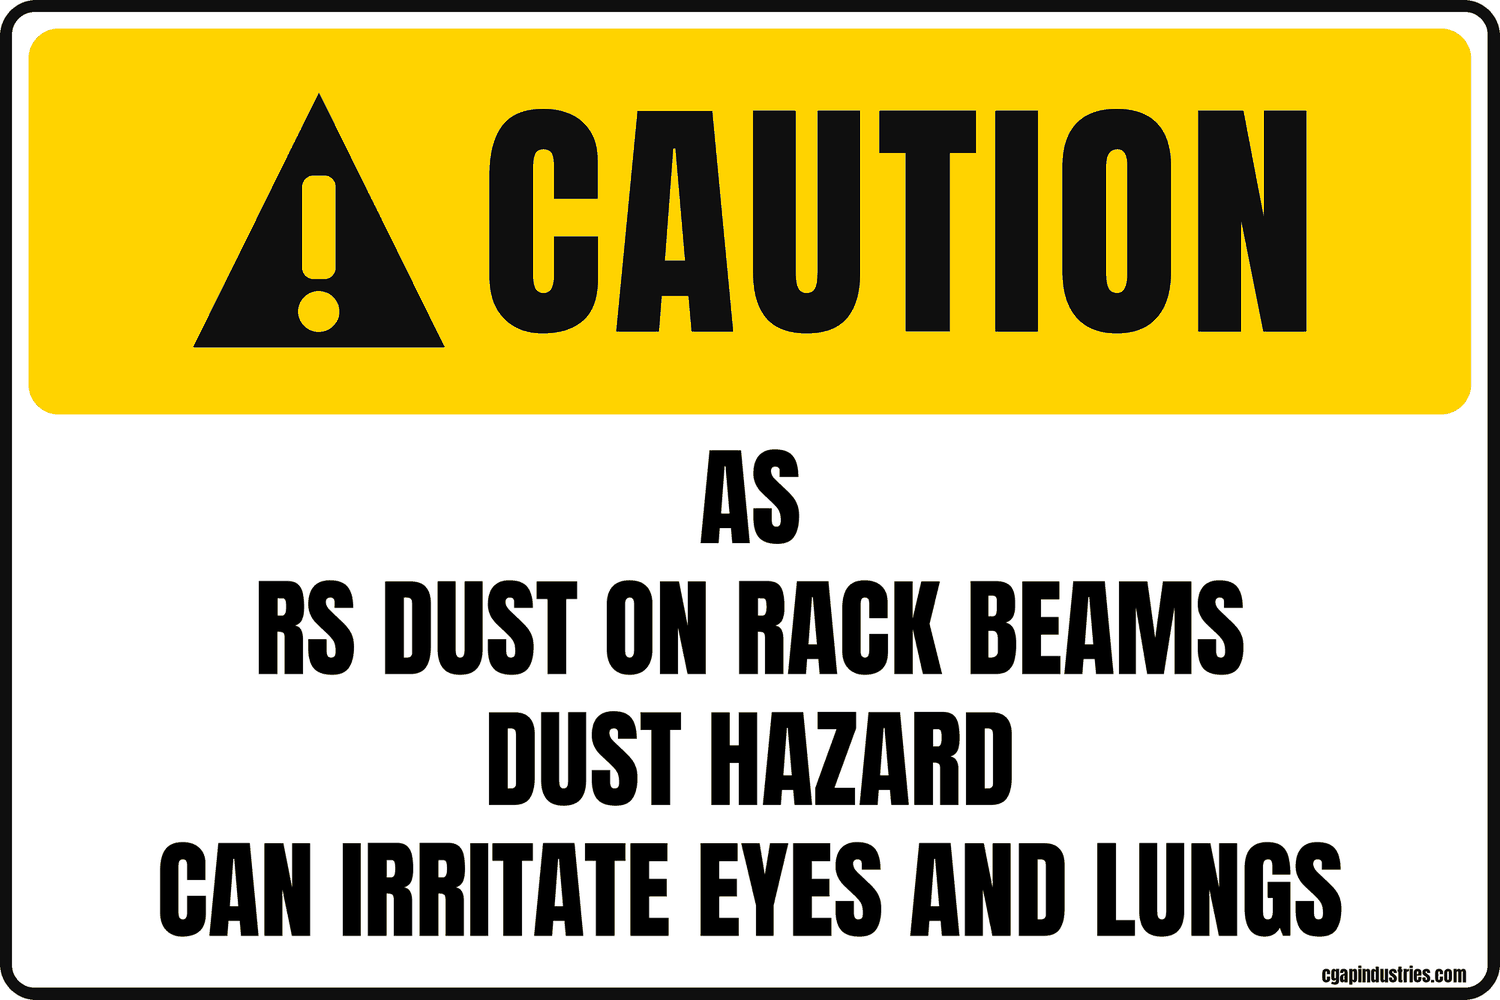 CAUTION
AS
RS DUST ON RACK BEAMS
DUST HAZARD
CAN IRRITATE EYES AND LUNGS
cgapindustries.com